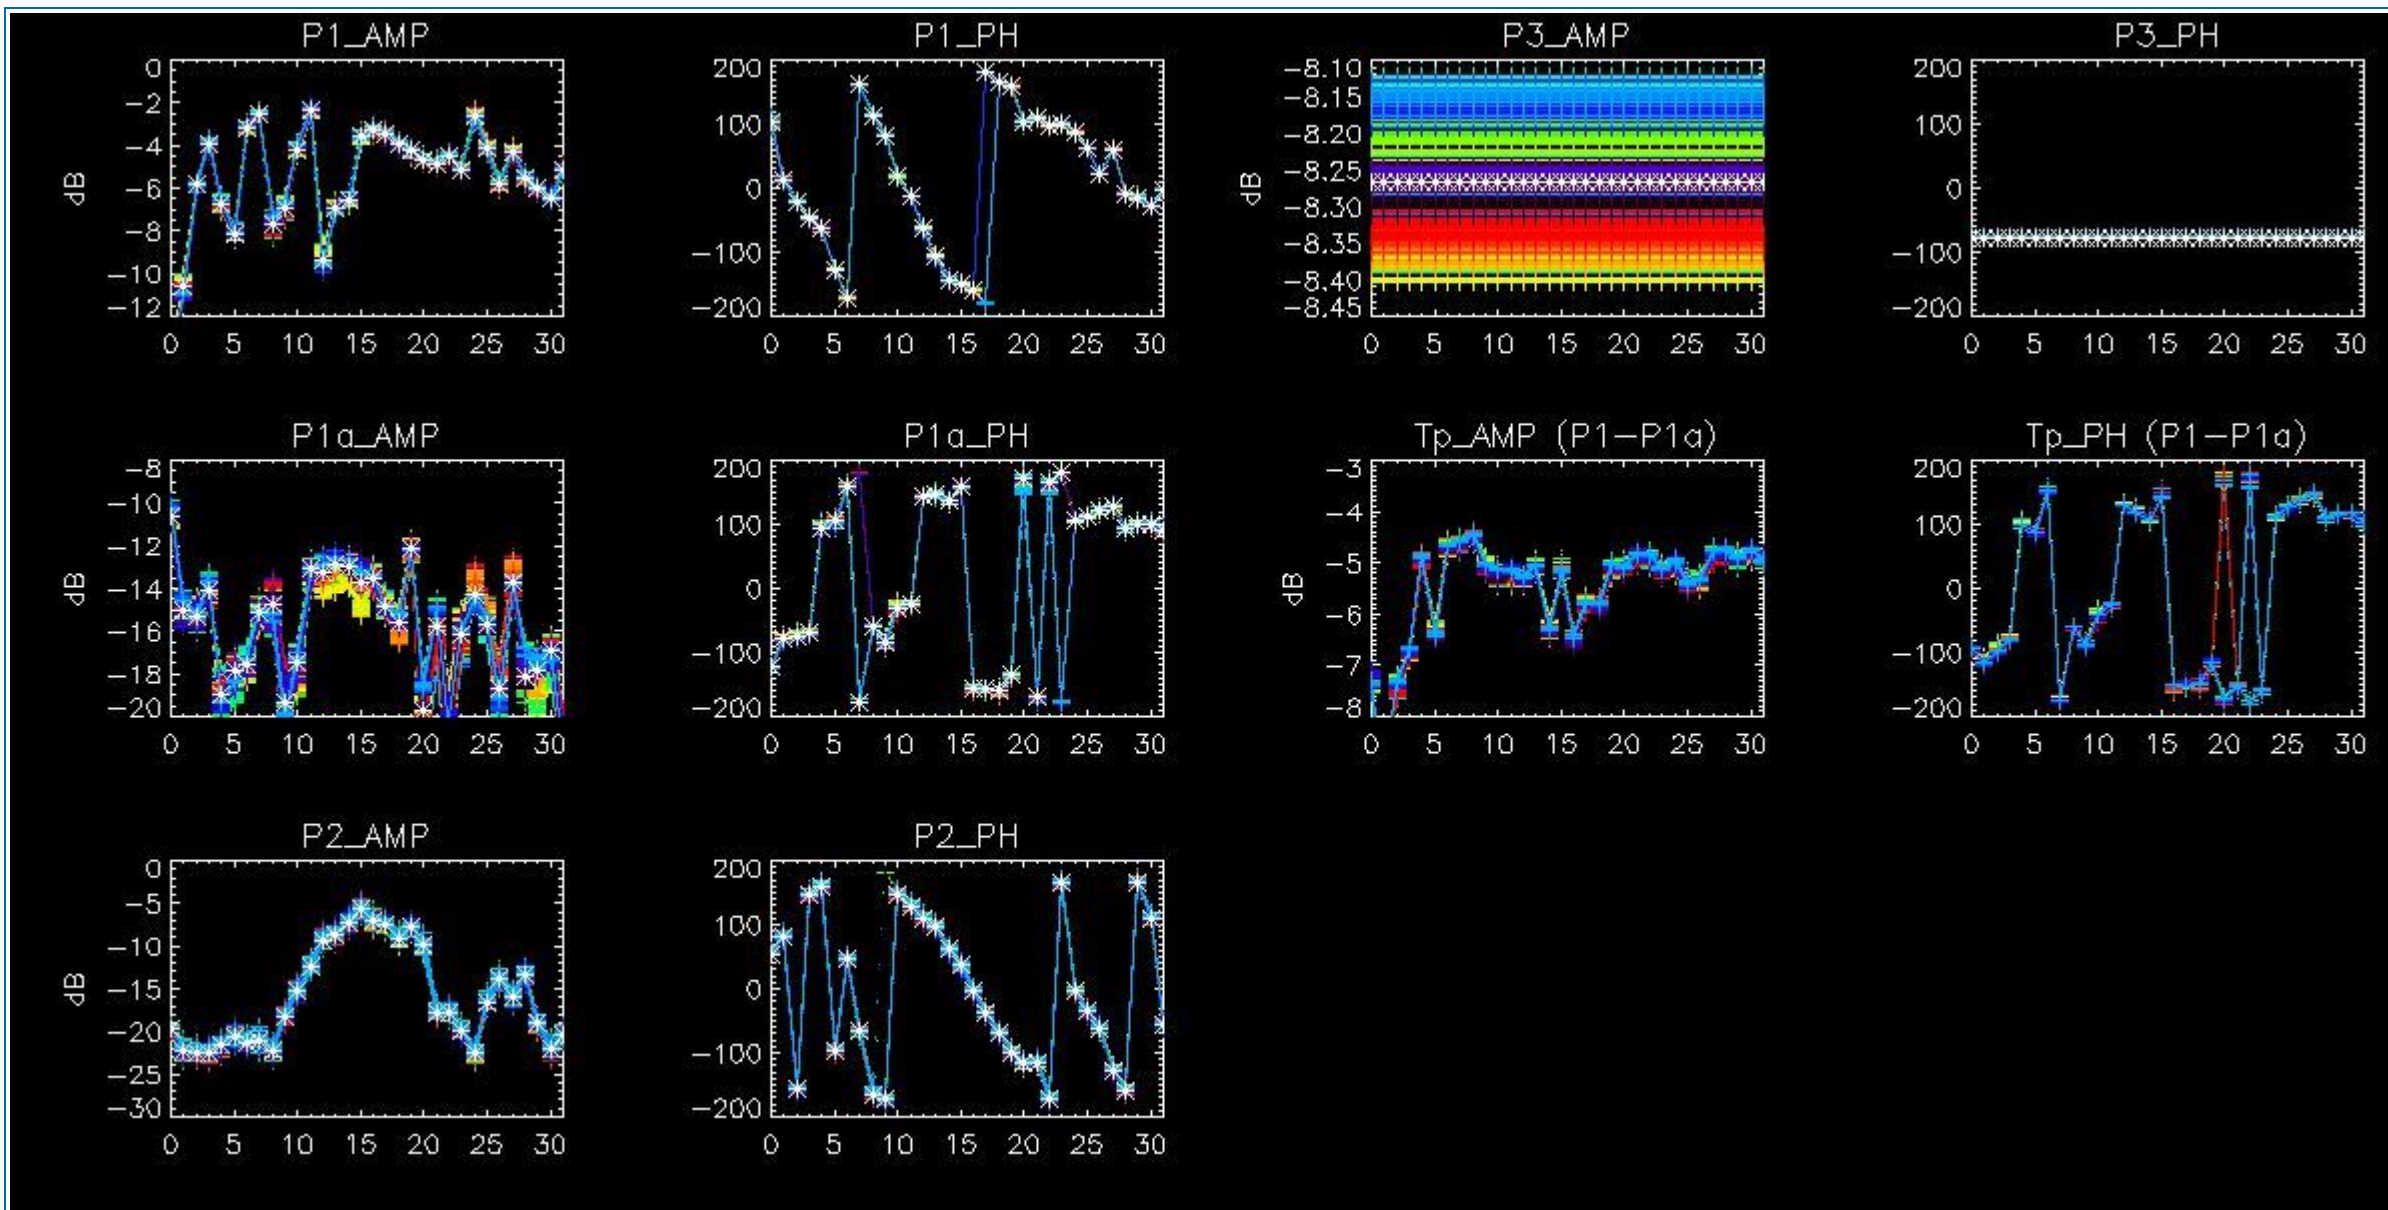 P1_AMP
dB
0
−2
−4
−6
−8
−10
−12
0 5 10 15 20 25 30
P1_PH
200
100
0
−100
−200
0 5 10 15 20 25 30
P3_AMP
dB
−8.10
−8.15
−8.20
−8.25
−8.30
−8.35
−8.40
−8.45
0 5 10 15 20 25 30
P3_PH
200
100
0
−100
−200
0 5 10 15 20 25 30
P1a_AMP
dB
−8
−10
−12
−14
−16
−18
−20
0 5 10 15 20 25 30
P1a_PH
200
100
0
−100
−200
0 5 10 15 20 25 30
Tp_AMP (P1−P1a)
dB
−3
−4
−5
−6
−7
−8
0 5 10 15 20 25 30
Tp_PH (P1−P1a)
200
100
0
−100
−200
0 5 10 15 20 25 30
P2_AMP
dB
0
−5
−10
−15
−20
−25
−30
0 5 10 15 20 25 30
P2_PH
200
100
0
−100
−200
0 5 10 15 20 25 30